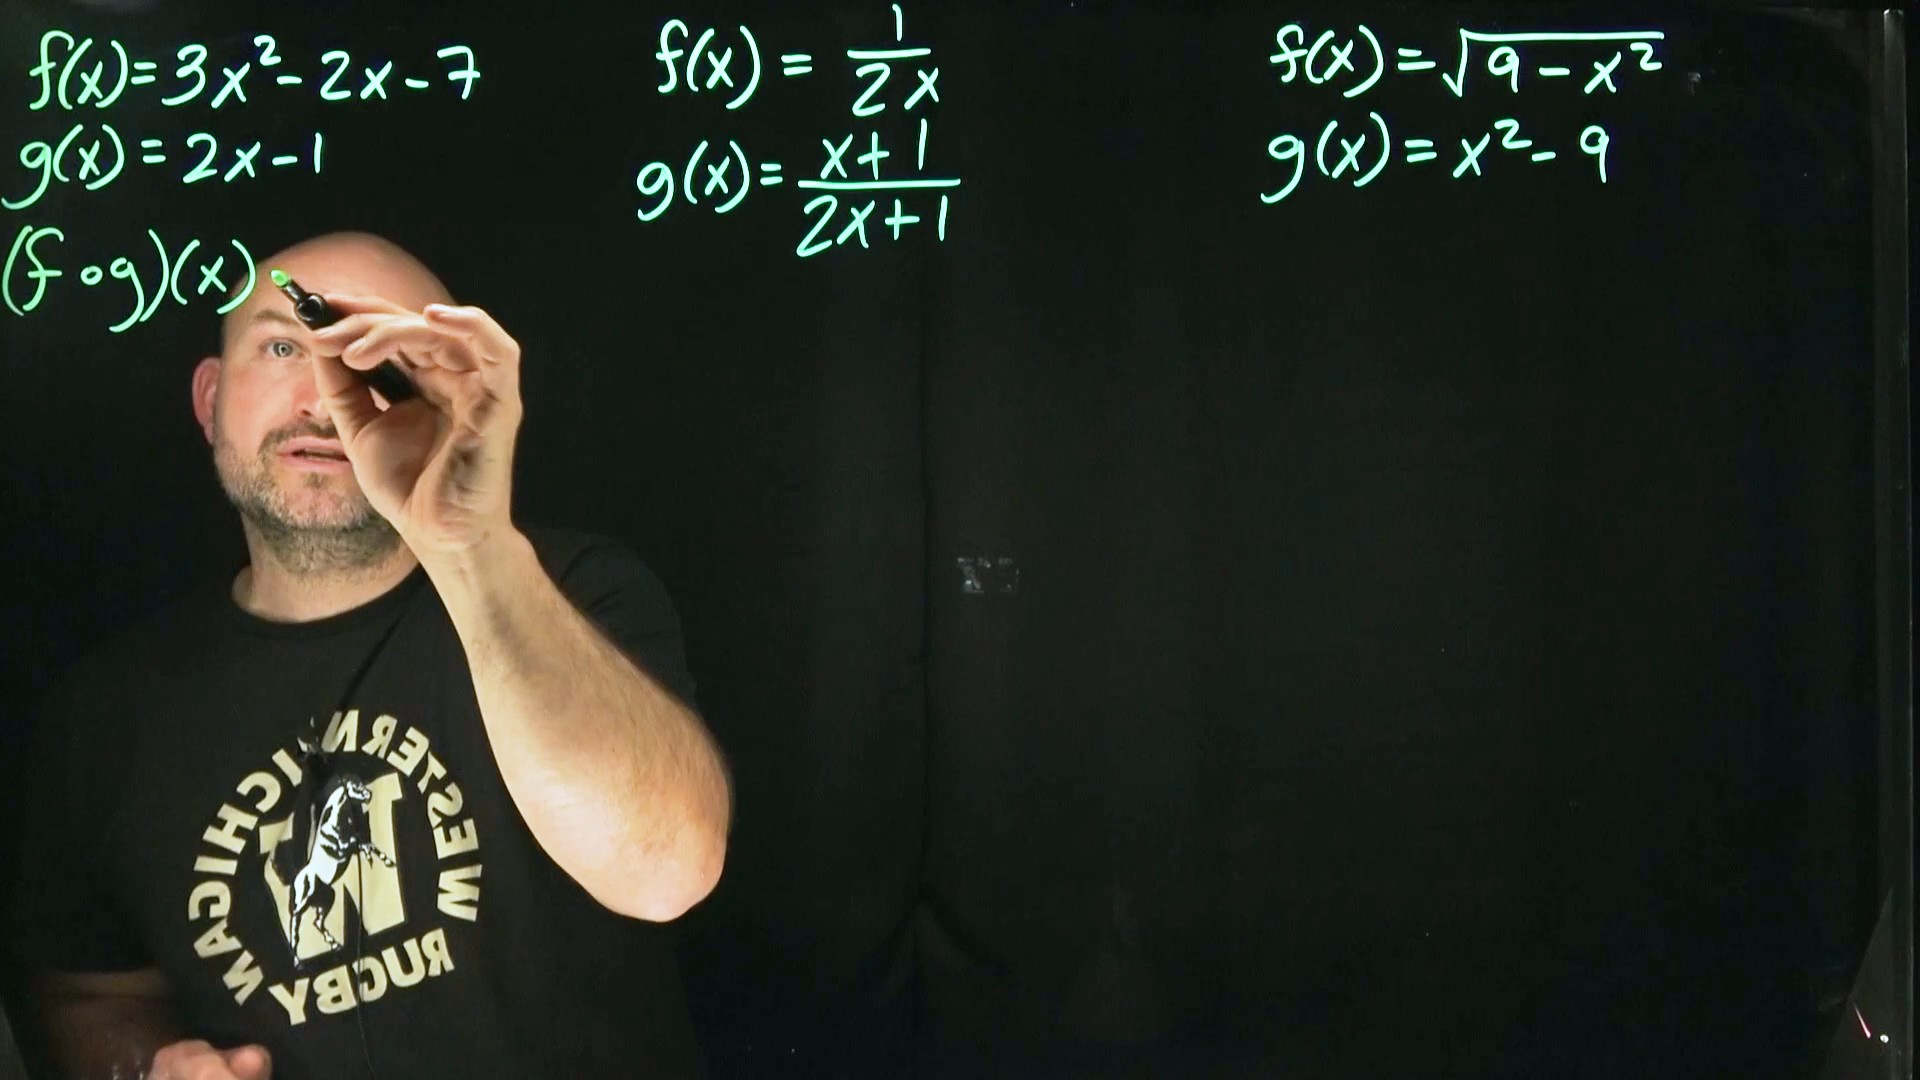 f(x)=3x²-2x-7
g(x)=2x-1
(f∘g)(x)
f(x) = 1/(2x)
g(x) = (x+1)/(2x+1)
f(x)=√(9-x²)
g(x)=x²-9
WESTERN MICHIGAN
W
RUGBY